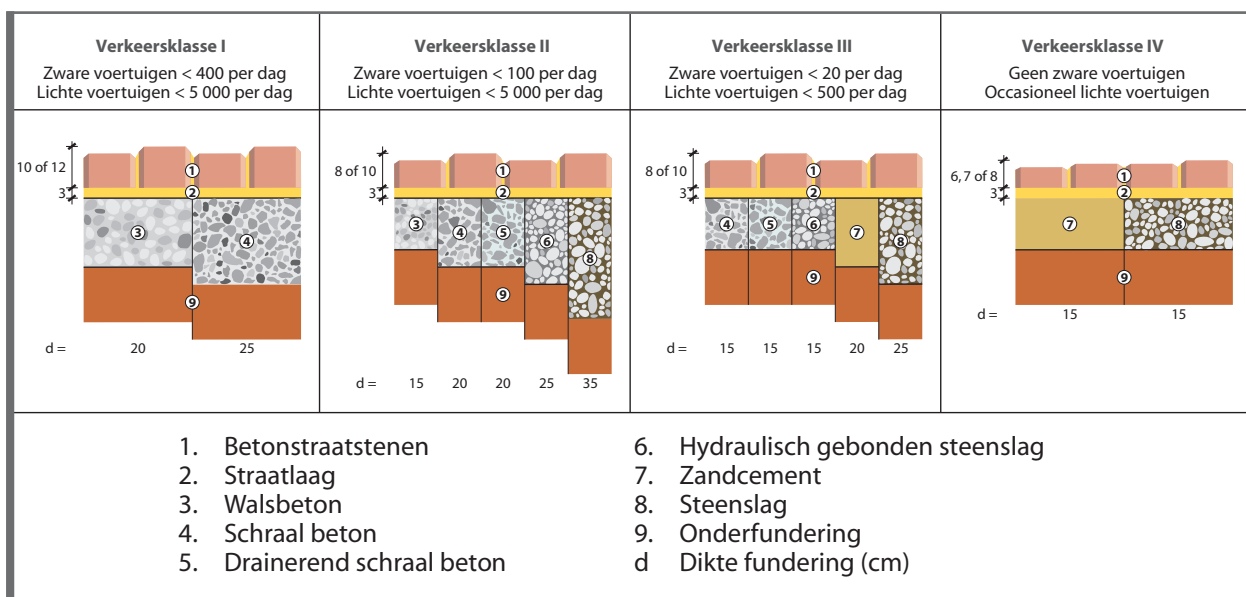 Verkeersklasse I
Zware voertuigen < 400 per dag
Lichte voertuigen < 5 000 per dag
Verkeersklasse II
Zware voertuigen < 100 per dag
Lichte voertuigen < 5 000 per dag
Verkeersklasse III
Zware voertuigen < 20 per dag
Lichte voertuigen < 500 per dag
Verkeersklasse IV
Geen zware voertuigen
Occasioneel lichte voertuigen
10 of 12
3
1
2
3
4
9
d = 20 25
8 of 10
3
1
2
3
4
5
6
8
9
d = 15 20 20 25 35
8 of 10
3
1
2
4
5
6
7
8
9
d = 15 15 15 20 25
6, 7 of 8
3
1
2
7
8
9
15 15
1. Betonstraatstenen
2. Straatlaag
3. Walsbeton
4. Schraal beton
5. Drainerend schraal beton
6. Hydraulisch gebonden steenslag
7. Zandcement
8. Steenslag
9. Onderfundering
d Dikte fundering (cm)